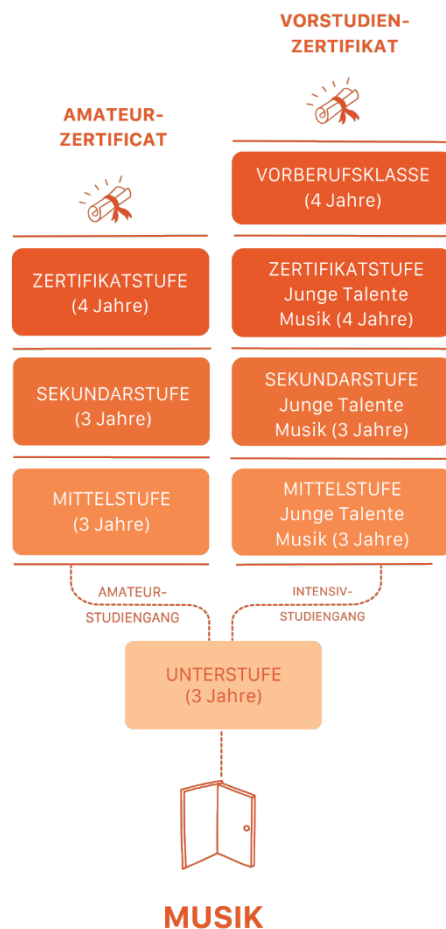 VORSTUDIEN-
ZERTIFIKAT
AMATEUR-
ZERTIFICAT
VORBERUFSKLASSE
(4 Jahre)
ZERTIFIKATSTUFE
(4 Jahre)
ZERTIFIKATSTUFE
Junge Talente
Musik (4 Jahre)
SEKUNDARSTUFE
(3 Jahre)
SEKUNDARSTUFE
Junge Talente
Musik (3 Jahre)
MITTELSTUFE
(3 Jahre)
MITTELSTUFE
Junge Talente
Musik (3 Jahre)
AMATEUR-
STUDIENGANG
INTENSIV-
STUDIENGANG
UNTERSTUFE
(3 Jahre)
MUSIK